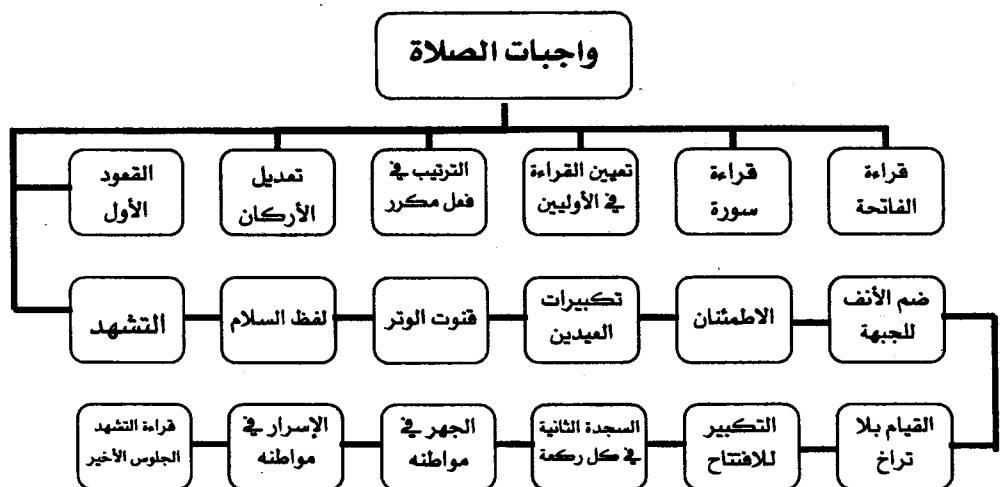 واجبات الصلاة
قراءة
الفاتحة
قراءة
سورة
تعيين القراءة
في الأوليين
الترتيب في
فعل مكرر
تعديل
الأركان
القعود
الأول
ضم الأنف
للجبهة
الاطمئنان
تكبيرات
العيدين
قنوت الوتر
لفظ السلام
التشهد
القيام بلا
تراخ
التكبير
للافتتاح
السجدة الثانية
في كل ركعة
الجهر في
مواطنه
الإسرار في
مواطنه
قراءة التشهد
الجلوس الأخير